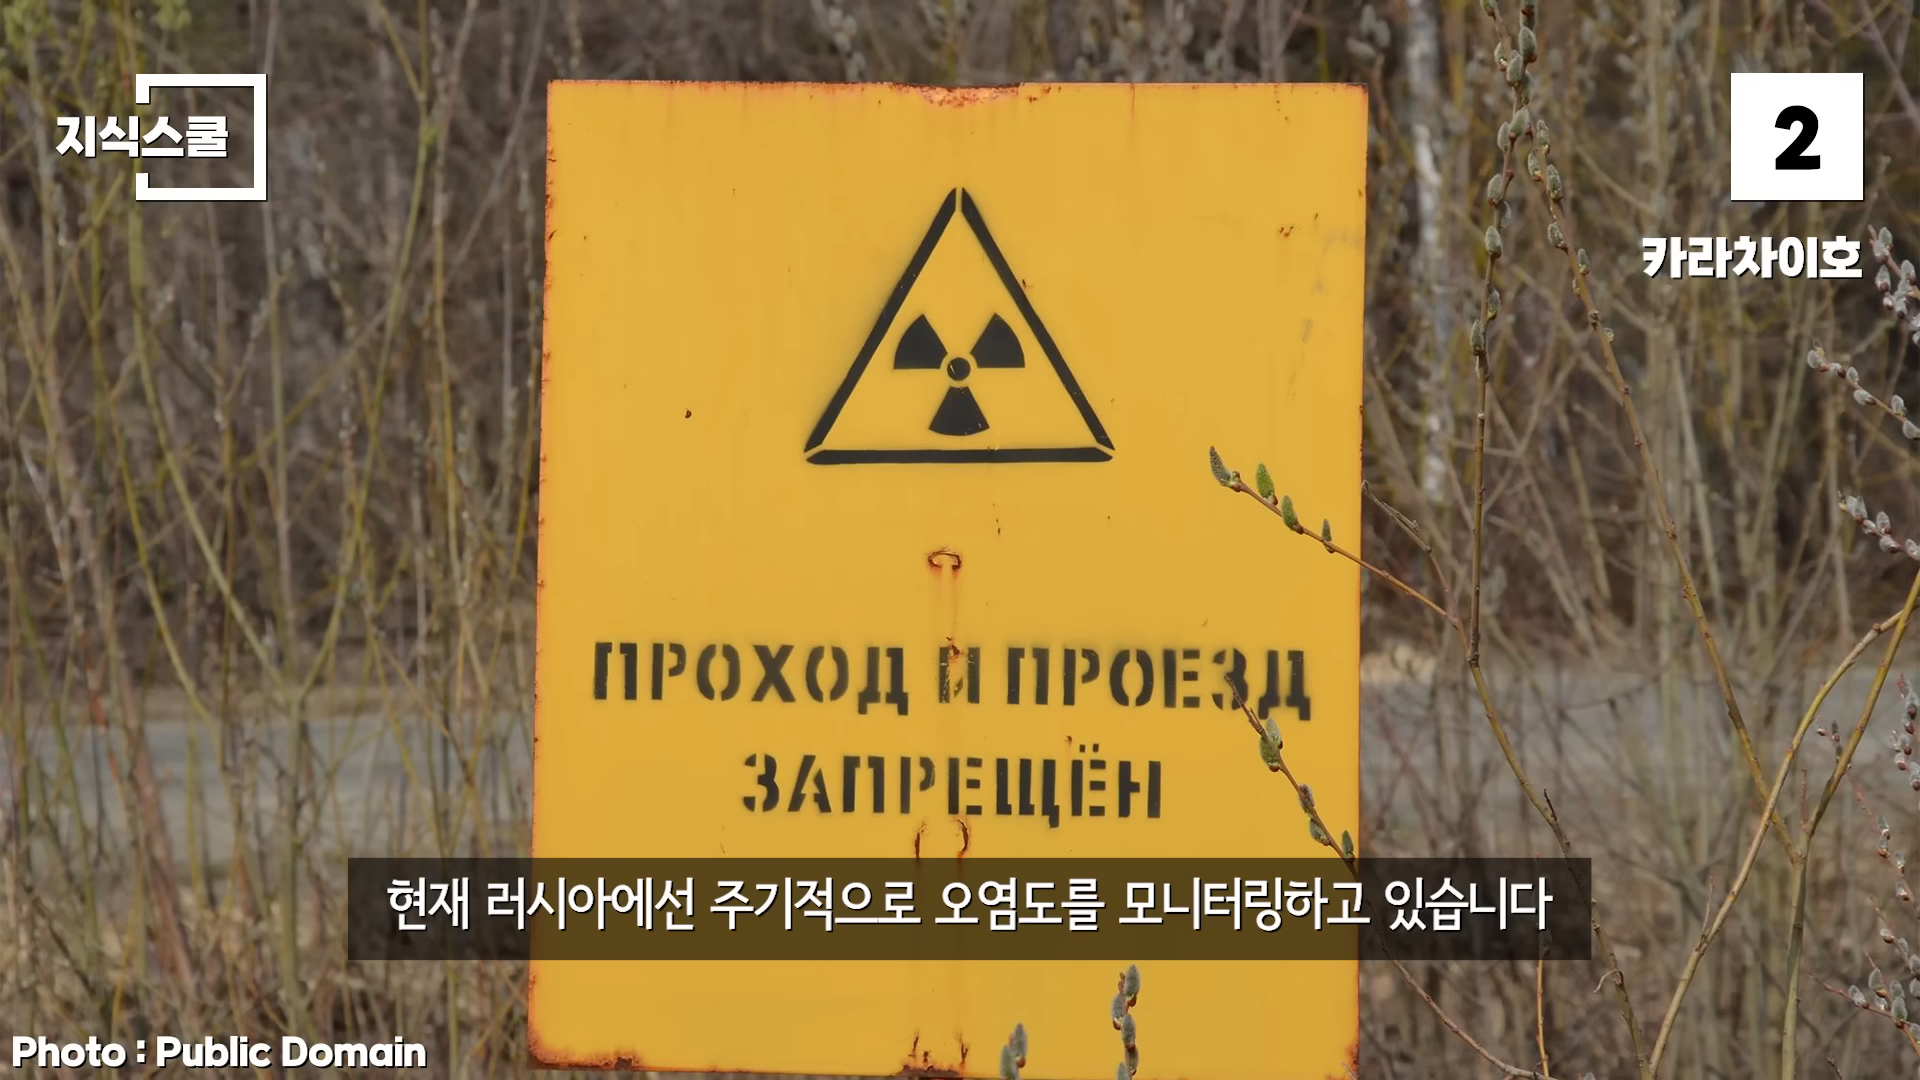 지식스쿨
2
카라차이호
ПРОХОД И ПРОЕЗД
ЗАПРЕЩЁН
현재 러시아에선 주기적으로 오염도를 모니터링하고 있습니다
Photo : Public Domain